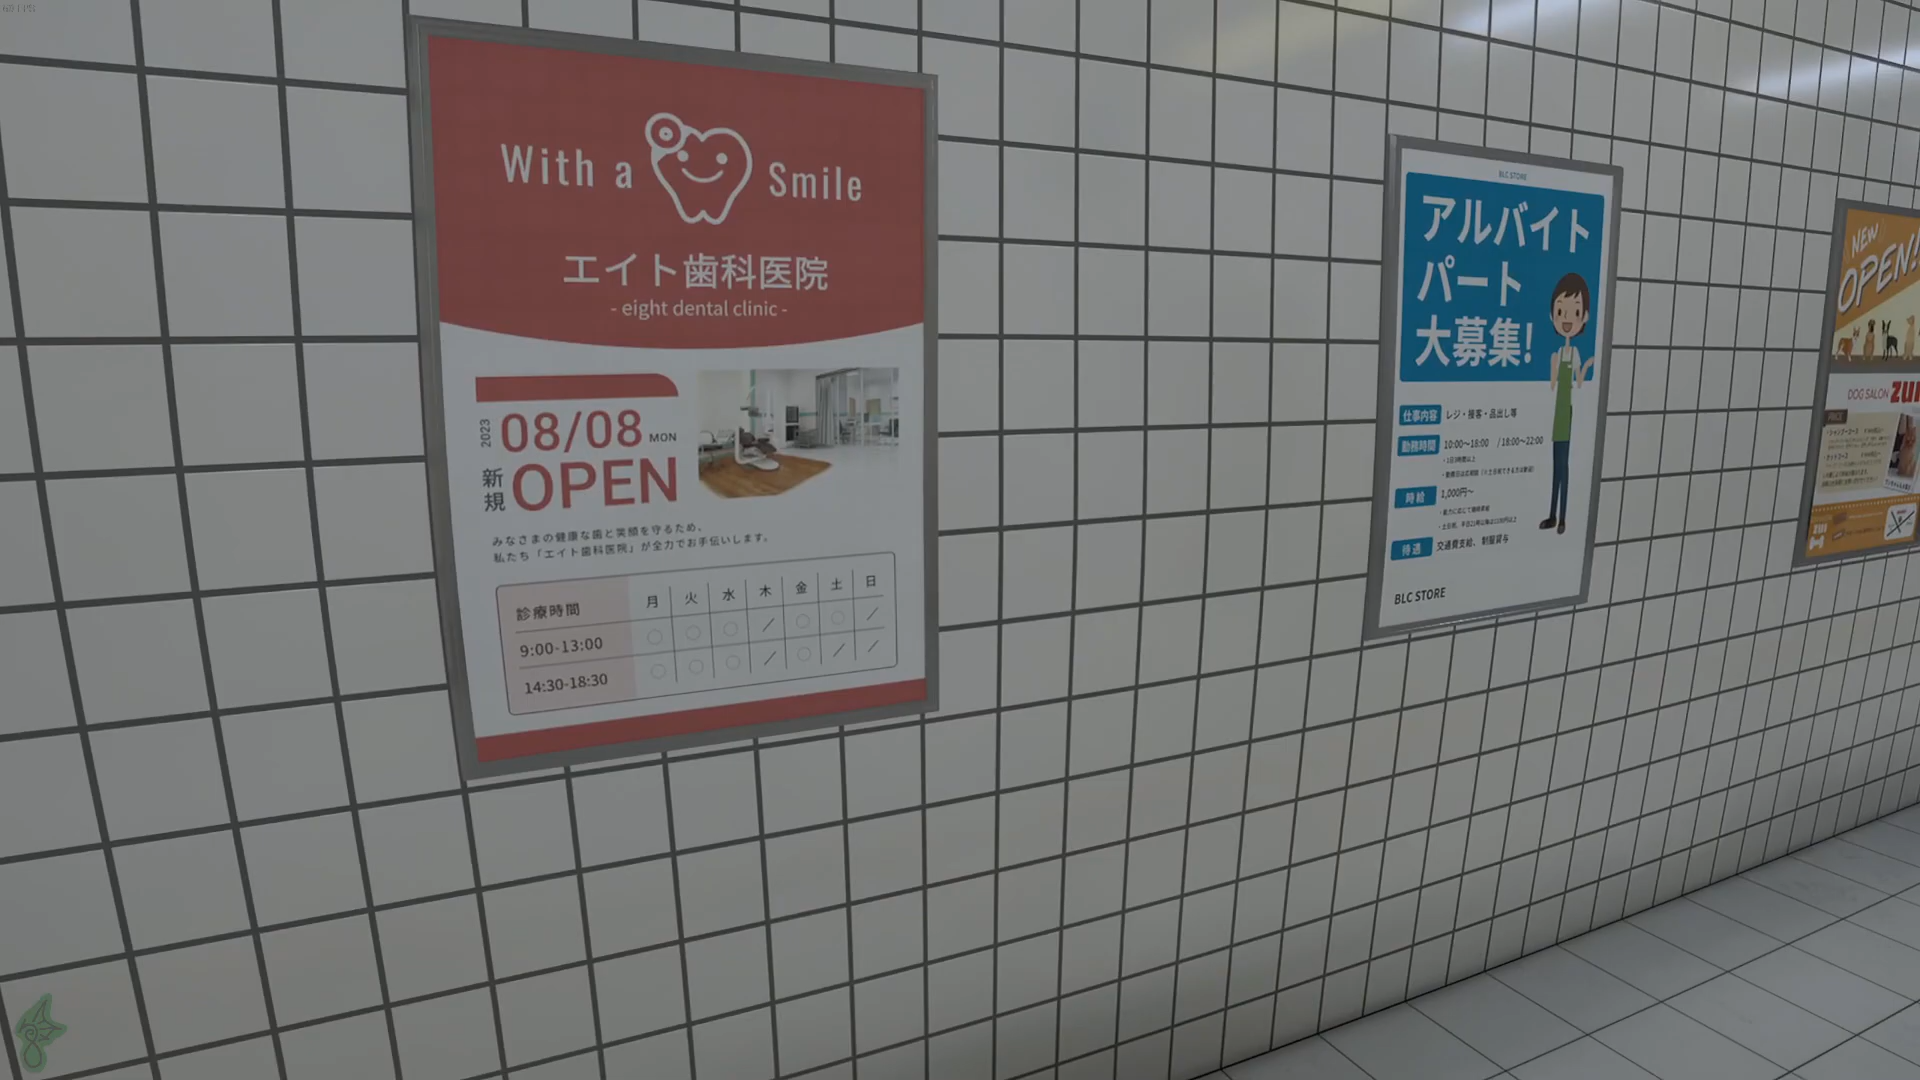 With a Smile
エイト歯科医院
- eight dental clinic -
2023
08/08 MON
新規
OPEN
みなさまの健康な歯と笑顔を守るため、
私たち「エイト歯科医院」が全力でお手伝いします。
診療時間 月 火 水 木 金 土 日
9:00-13:00 ○ ○ ○ / ○ ○ /
14:30-18:30 ○ ○ ○ / ○ / /
BLC STORE
アルバイト
パート
大募集!
仕事内容 レジ・接客・品出し等
勤務時間 10:00〜16:00 / 18:00〜22:00
時給 1,000円〜
待遇 交通費支給、制服貸与
BLC STORE
NEW
OPEN!
DOG SALON